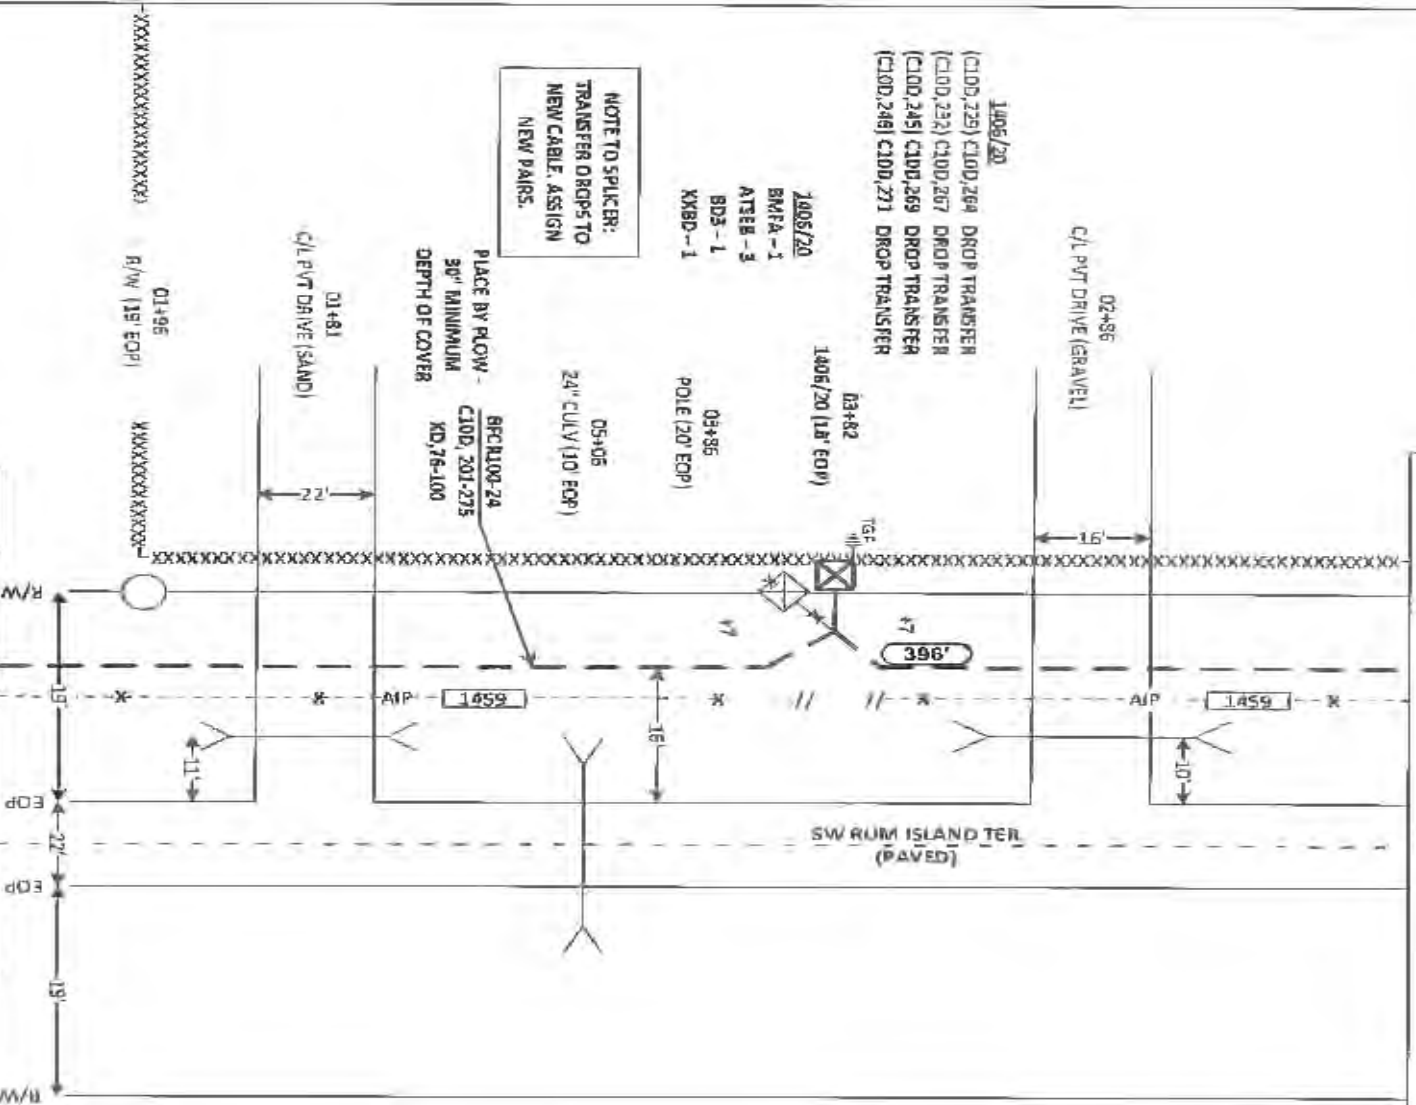 1406/20
(C10D,229) C10D,264 DROP TRANSFER
(C10D,232) C10D,267 DROP TRANSFER
(C10D,245) C10D,269 DROP TRANSFER
(C10D,248) C10D,271 DROP TRANSFER
02+86
C/L PVT DRIVE (GRAVEL)
1406/20
BMFA - 1
AT3EB - 3
BD3 - 1
XXBD - 1
NOTE TO SPLICER:
TRANSFER DROPS TO
NEW CABLE. ASSIGN
NEW PAIRS.
03+82
1406/20 (18' EOP)
03+86
POLE (20' EOP)
05+06
24" CULV (10' EOP)
PLACE BY PLOW -
30" MINIMUM
DEPTH OF COVER
BFCR100-24
C10D, 201-275
XD,76-100
01+81
C/L PVT DRIVE (SAND)
01+96
R/W (19' EOP)
22'
16'
TGF
+7
+7
396'
AIP
1459
AIP
1459
16'
11'
10'
SW RUM ISLAND TER.
(PAVED)
R/W
19'
EOP
22'
EOP
19'
R/W